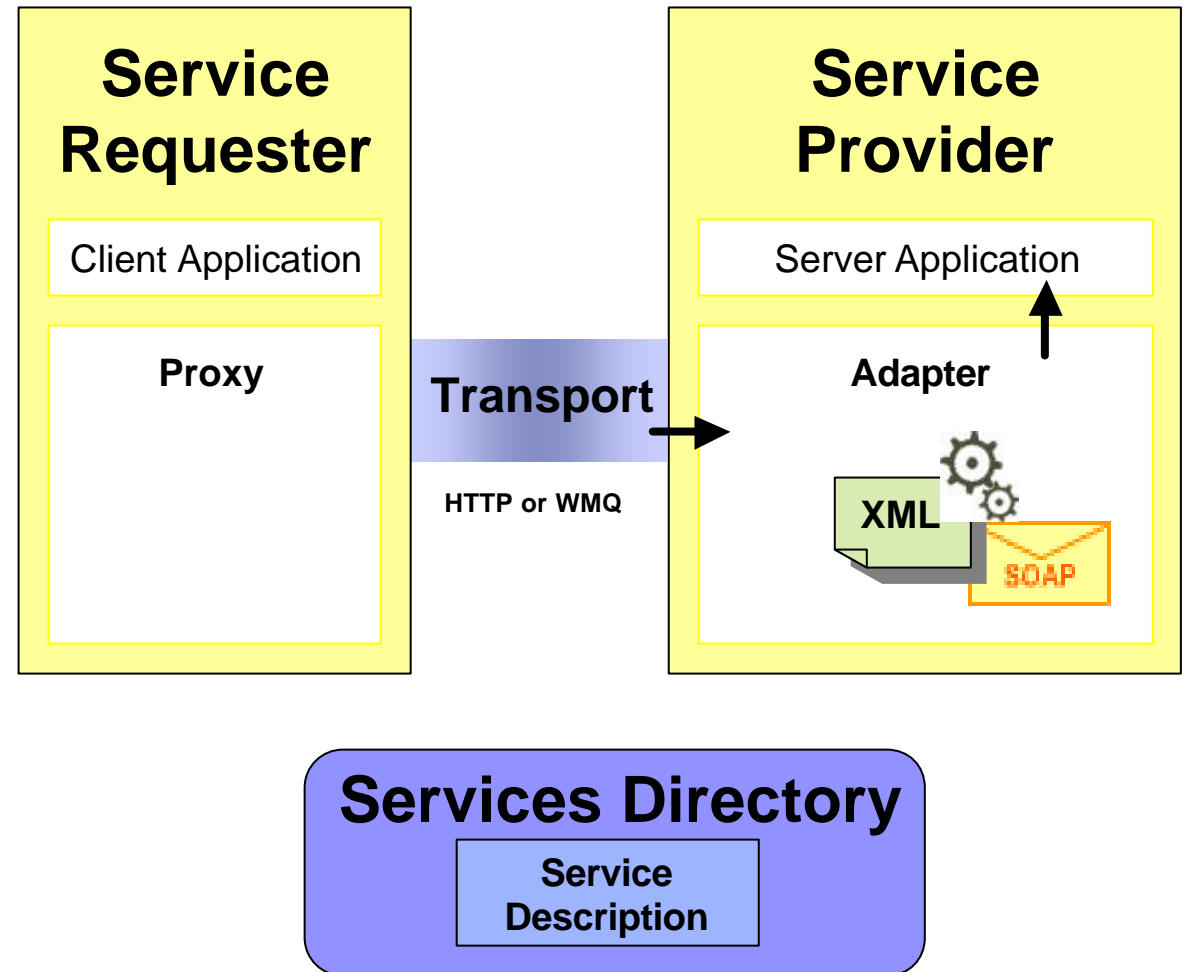 Service
Requester
Client Application
Proxy
Transport
HTTP or WMQ
Service
Provider
Server Application
Adapter
XML
SOAP
Services Directory
Service
Description